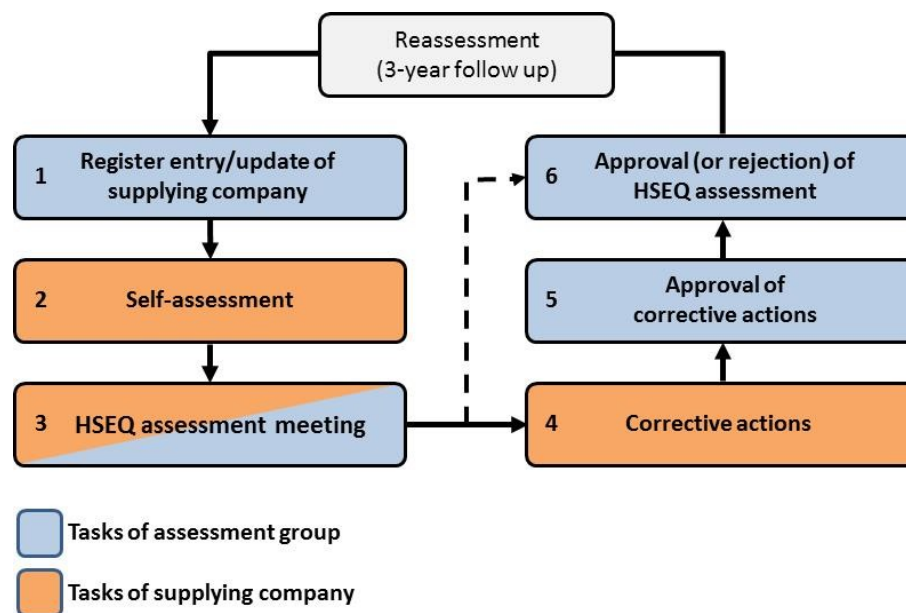 Reassessment
(3-year follow up)
1
Register entry/update of
supplying company
2
Self-assessment
3
HSEQ assessment meeting
4
Corrective actions
5
Approval of
corrective actions
6
Approval (or rejection) of
HSEQ assessment
Tasks of assessment group
Tasks of supplying company